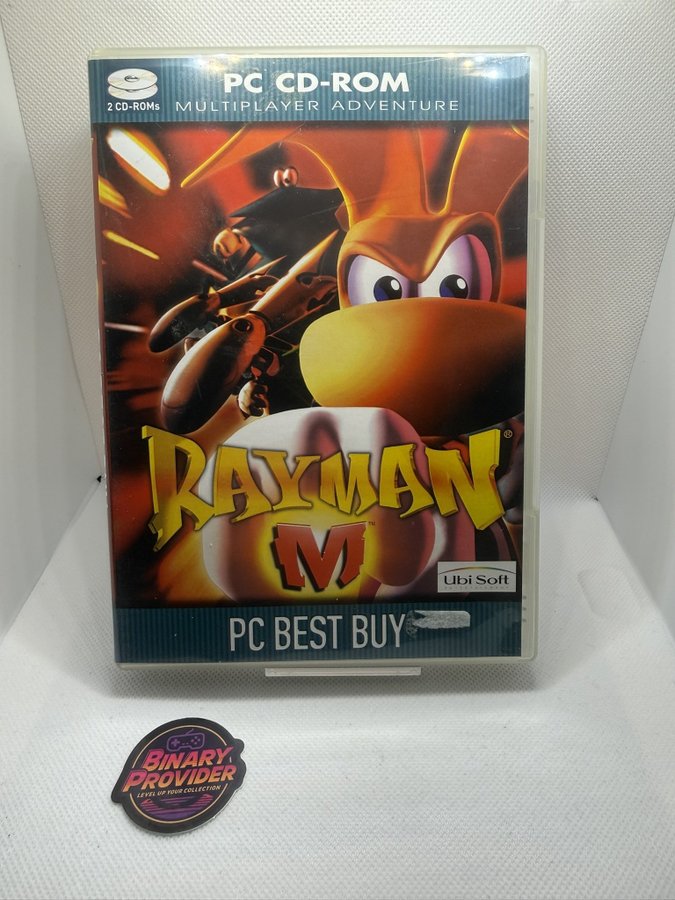 PC CD-ROM
2 CD-ROMs
MULTIPLAYER ADVENTURE
RAYMAN®
M™
Ubi Soft
PC BEST BUY
BINARY
PROVIDER
LEVEL UP YOUR COLLECTION